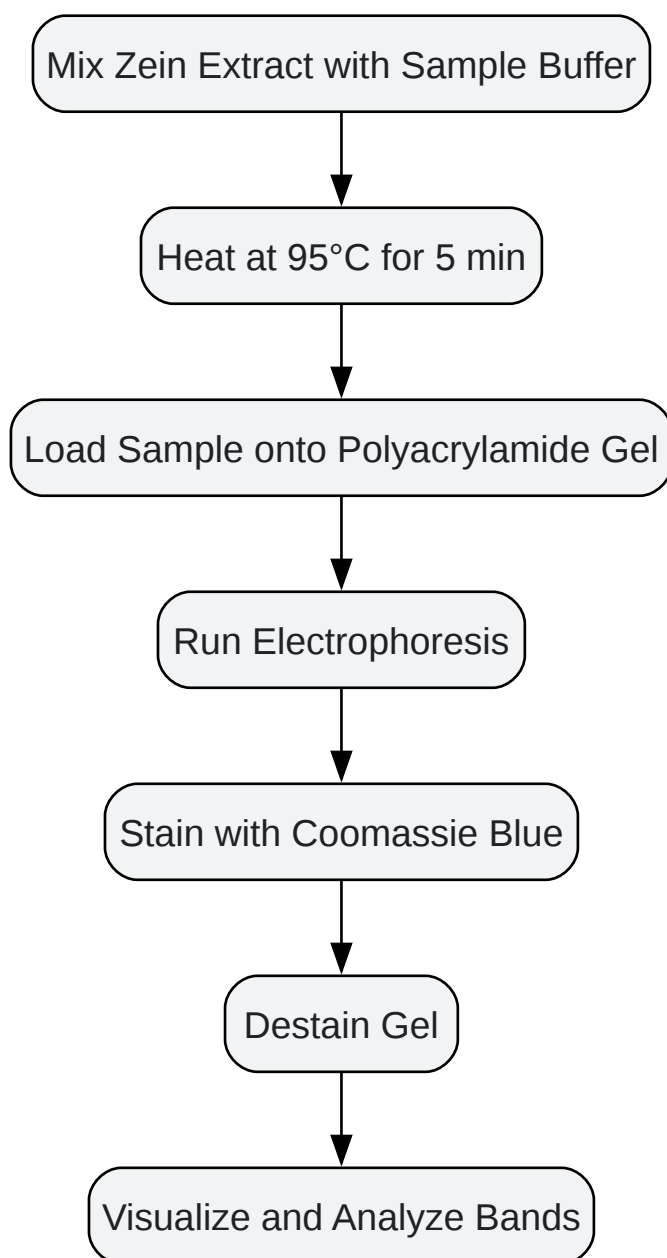 Mix Zein Extract with Sample Buffer
Heat at 95°C for 5 min
Load Sample onto Polyacrylamide Gel
Run Electrophoresis
Stain with Coomassie Blue
Destain Gel
Visualize and Analyze Bands